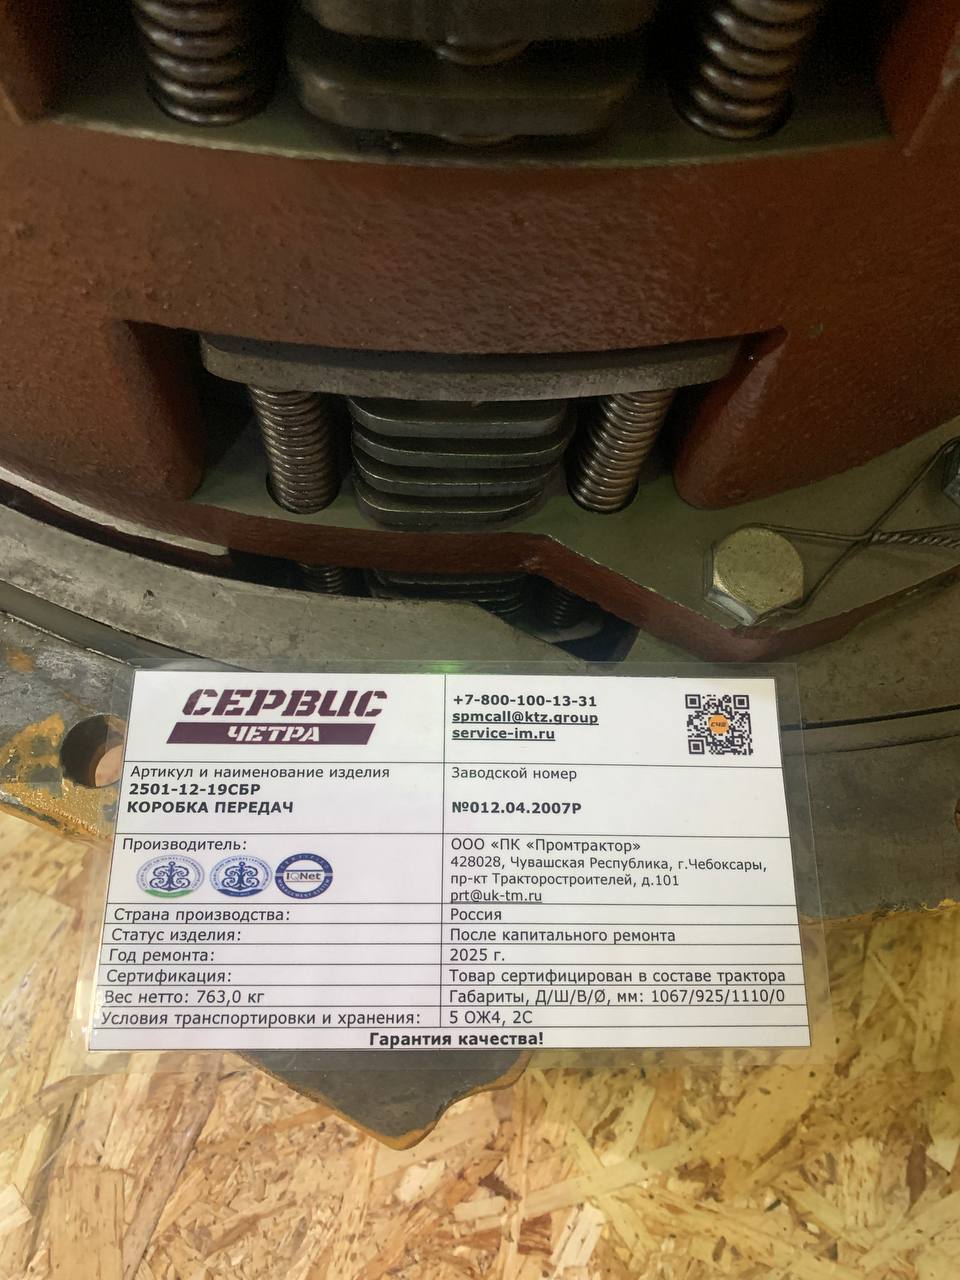 СЕРВИС
ЧЕТРА
+7-800-100-13-31
spmcall@ktz.group
service-im.ru
СЧЕ
Артикул и наименование изделия
2501-12-19СБР
КОРОБКА ПЕРЕДАЧ
Заводской номер
№012.04.2007Р
Производитель:
IQNet
ООО «ПК «Промтрактор»
428028, Чувашская Республика, г.Чебоксары,
пр-кт Тракторостроителей, д.101
prt@uk-tm.ru
Страна производства: Россия
Статус изделия: После капитального ремонта
Год ремонта: 2025 г.
Сертификация: Товар сертифицирован в составе трактора
Вес нетто: 763,0 кг Габариты, Д/Ш/В/Ø, мм: 1067/925/1110/0
Условия транспортировки и хранения: 5 ОЖ4, 2С
Гарантия качества!